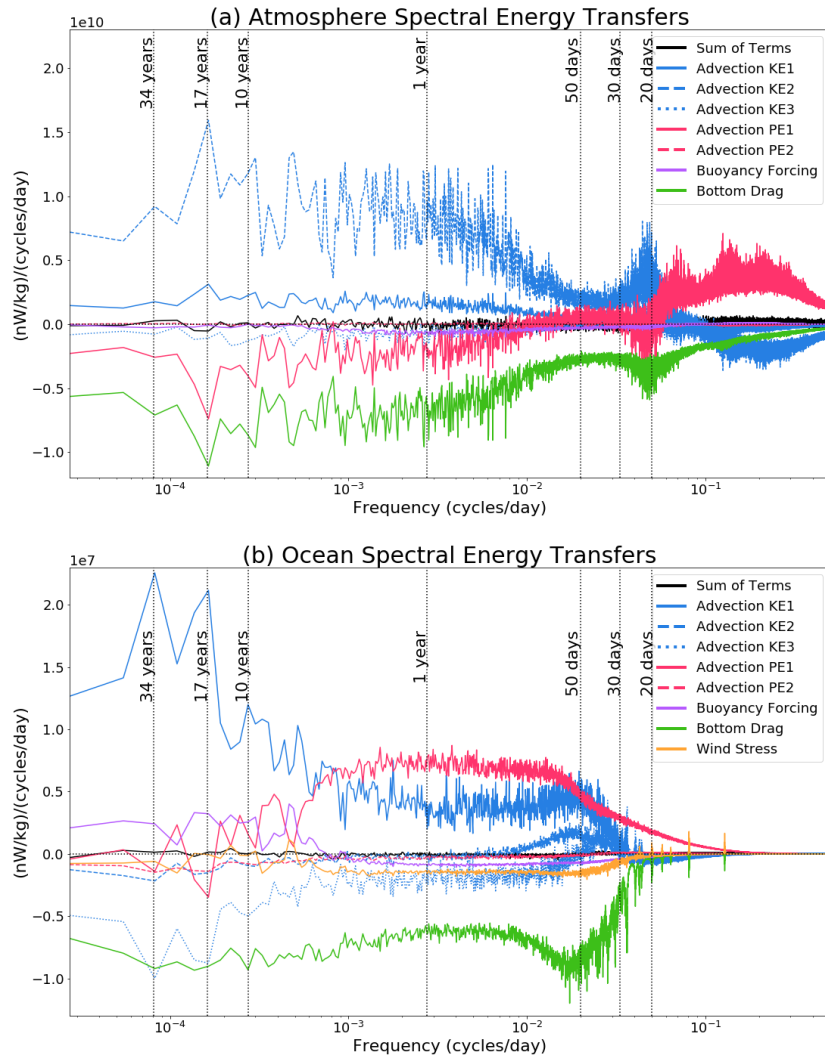 (a) Atmosphere Spectral Energy Transfers
1e10
2.0
1.5
1.0
0.5
0.0
−0.5
−1.0
(nW/kg)/(cycles/day)
34 years
17 years
10 years
1 year
50 days
30 days
20 days
Sum of Terms
Advection KE1
Advection KE2
Advection KE3
Advection PE1
Advection PE2
Buoyancy Forcing
Bottom Drag
10⁻⁴
10⁻³
10⁻²
10⁻¹
Frequency (cycles/day)
(b) Ocean Spectral Energy Transfers
1e7
2.0
1.5
1.0
0.5
0.0
−0.5
−1.0
(nW/kg)/(cycles/day)
34 years
17 years
10 years
1 year
50 days
30 days
20 days
Sum of Terms
Advection KE1
Advection KE2
Advection KE3
Advection PE1
Advection PE2
Buoyancy Forcing
Bottom Drag
Wind Stress
10⁻⁴
10⁻³
10⁻²
10⁻¹
Frequency (cycles/day)